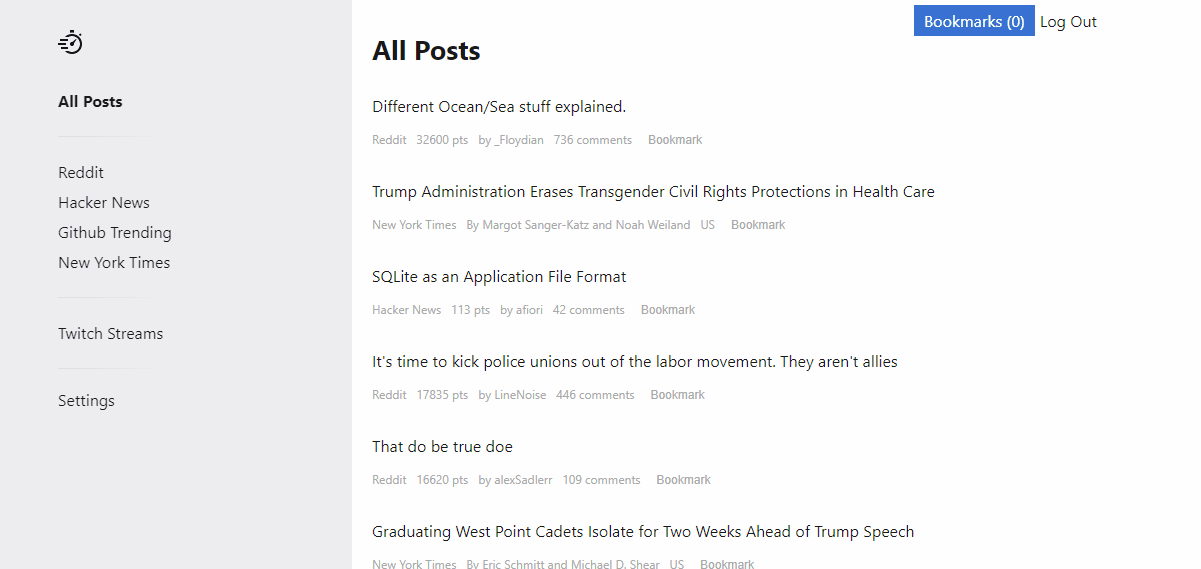 Bookmarks (0) Log Out
All Posts
Reddit
Hacker News
Github Trending
New York Times
Twitch Streams
Settings
All Posts
Different Ocean/Sea stuff explained.
Reddit 32600 pts by _Floydian 736 comments Bookmark
Trump Administration Erases Transgender Civil Rights Protections in Health Care
New York Times By Margot Sanger-Katz and Noah Weiland US Bookmark
SQLite as an Application File Format
Hacker News 113 pts by afiori 42 comments Bookmark
It's time to kick police unions out of the labor movement. They aren't allies
Reddit 17835 pts by LineNoise 446 comments Bookmark
That do be true doe
Reddit 16620 pts by alexSadlerr 109 comments Bookmark
Graduating West Point Cadets Isolate for Two Weeks Ahead of Trump Speech
New York Times By Eric Schmitt and Michael D. Shear US Bookmark